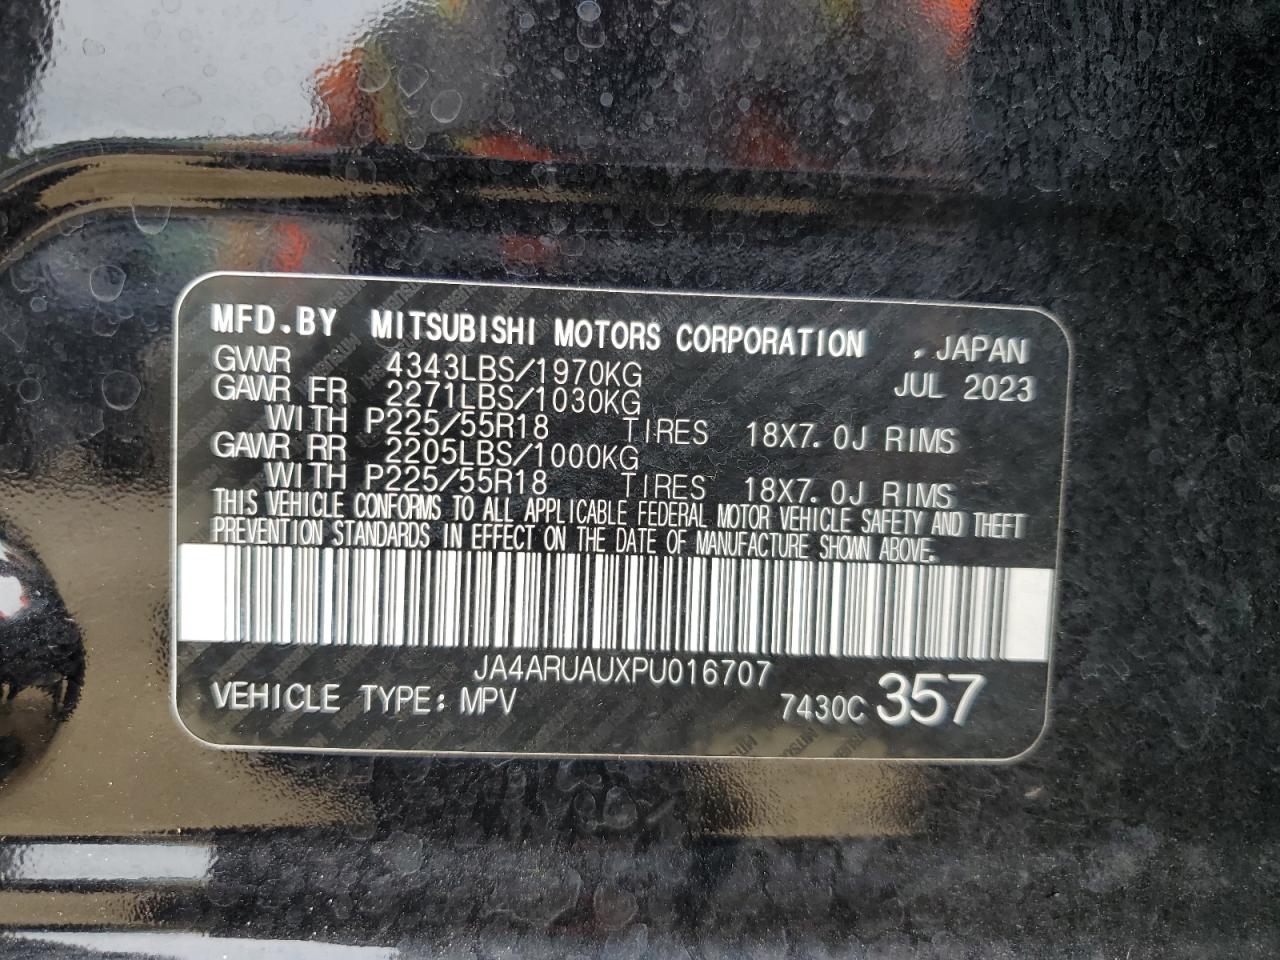 MFD.BY MITSUBISHI MOTORS CORPORATION . JAPAN
GVWR 4343LBS/1970KG JUL 2023
GAWR FR 2271LBS/1030KG
WITH P225/55R18 TIRES 18X7.0J RIMS
GAWR RR 2205LBS/1000KG
WITH P225/55R18 TIRES 18X7.0J RIMS
THIS VEHICLE CONFORMS TO ALL APPLICABLE FEDERAL MOTOR VEHICLE SAFETY AND THEFT
PREVENTION STANDARDS IN EFFECT ON THE DATE OF MANUFACTURE SHOWN ABOVE.
JA4ARUAUXPU016707
VEHICLE TYPE: MPV 7430C 357